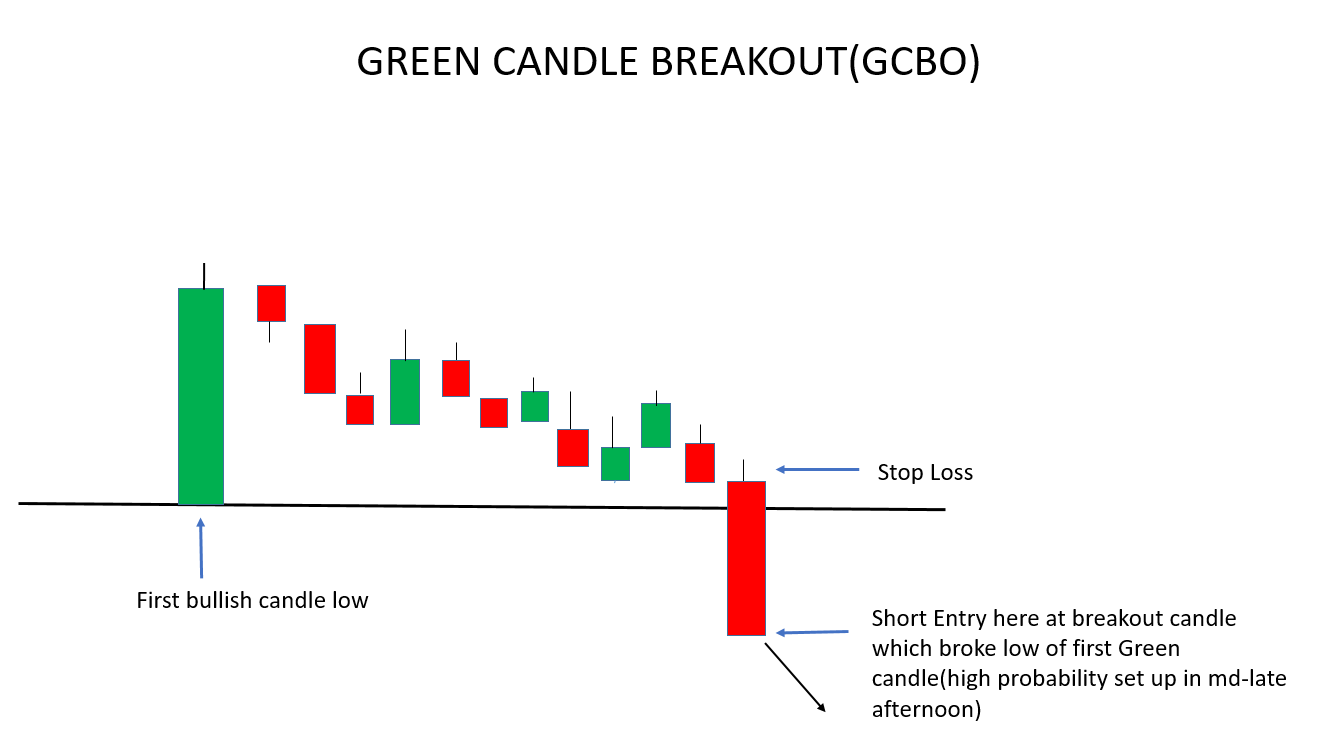 GREEN CANDLE BREAKOUT(GCBO)
Stop Loss
First bullish candle low
Short Entry here at breakout candle
which broke low of first Green
candle(high probability set up in md-late
afternoon)